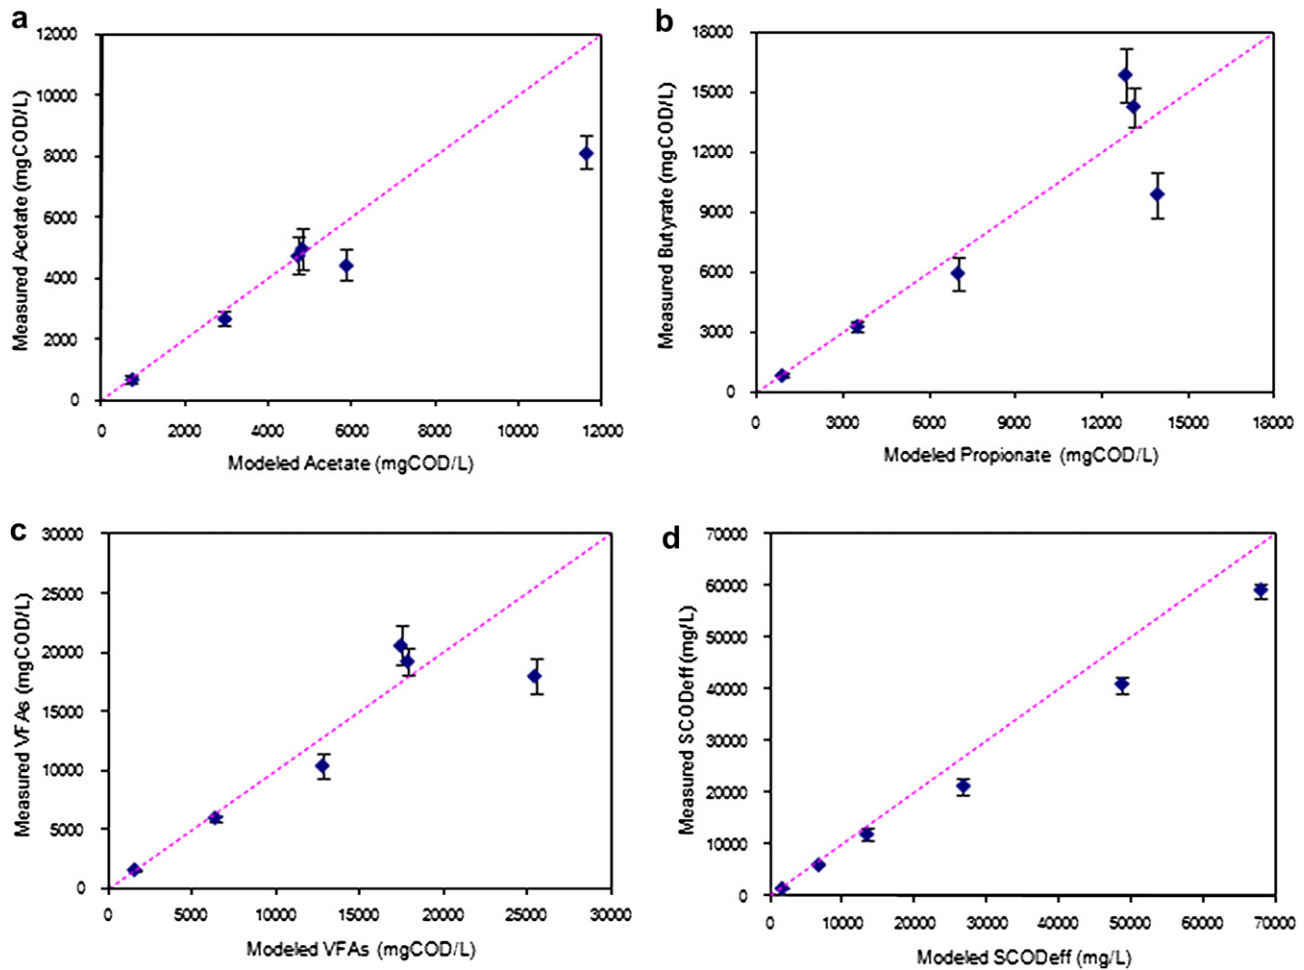 a
12000
10000
8000
6000
4000
2000
0
Measured Acetate (mgCOD/L)
0 2000 4000 6000 8000 10000 12000
Modeled Acetate (mgCOD/L)
b
18000
15000
12000
9000
6000
3000
0
Measured Butyrate (mgCOD/L)
0 3000 6000 9000 12000 15000 18000
Modeled Propionate (mgCOD/L)
c
30000
25000
20000
15000
10000
5000
0
Measured VFAs (mgCOD/L)
0 5000 10000 15000 20000 25000 30000
Modeled VFAs (mgCOD/L)
d
70000
60000
50000
40000
30000
20000
10000
0
Measured SCODeff (mg/L)
0 10000 20000 30000 40000 50000 60000 70000
Modeled SCODeff (mg/L)